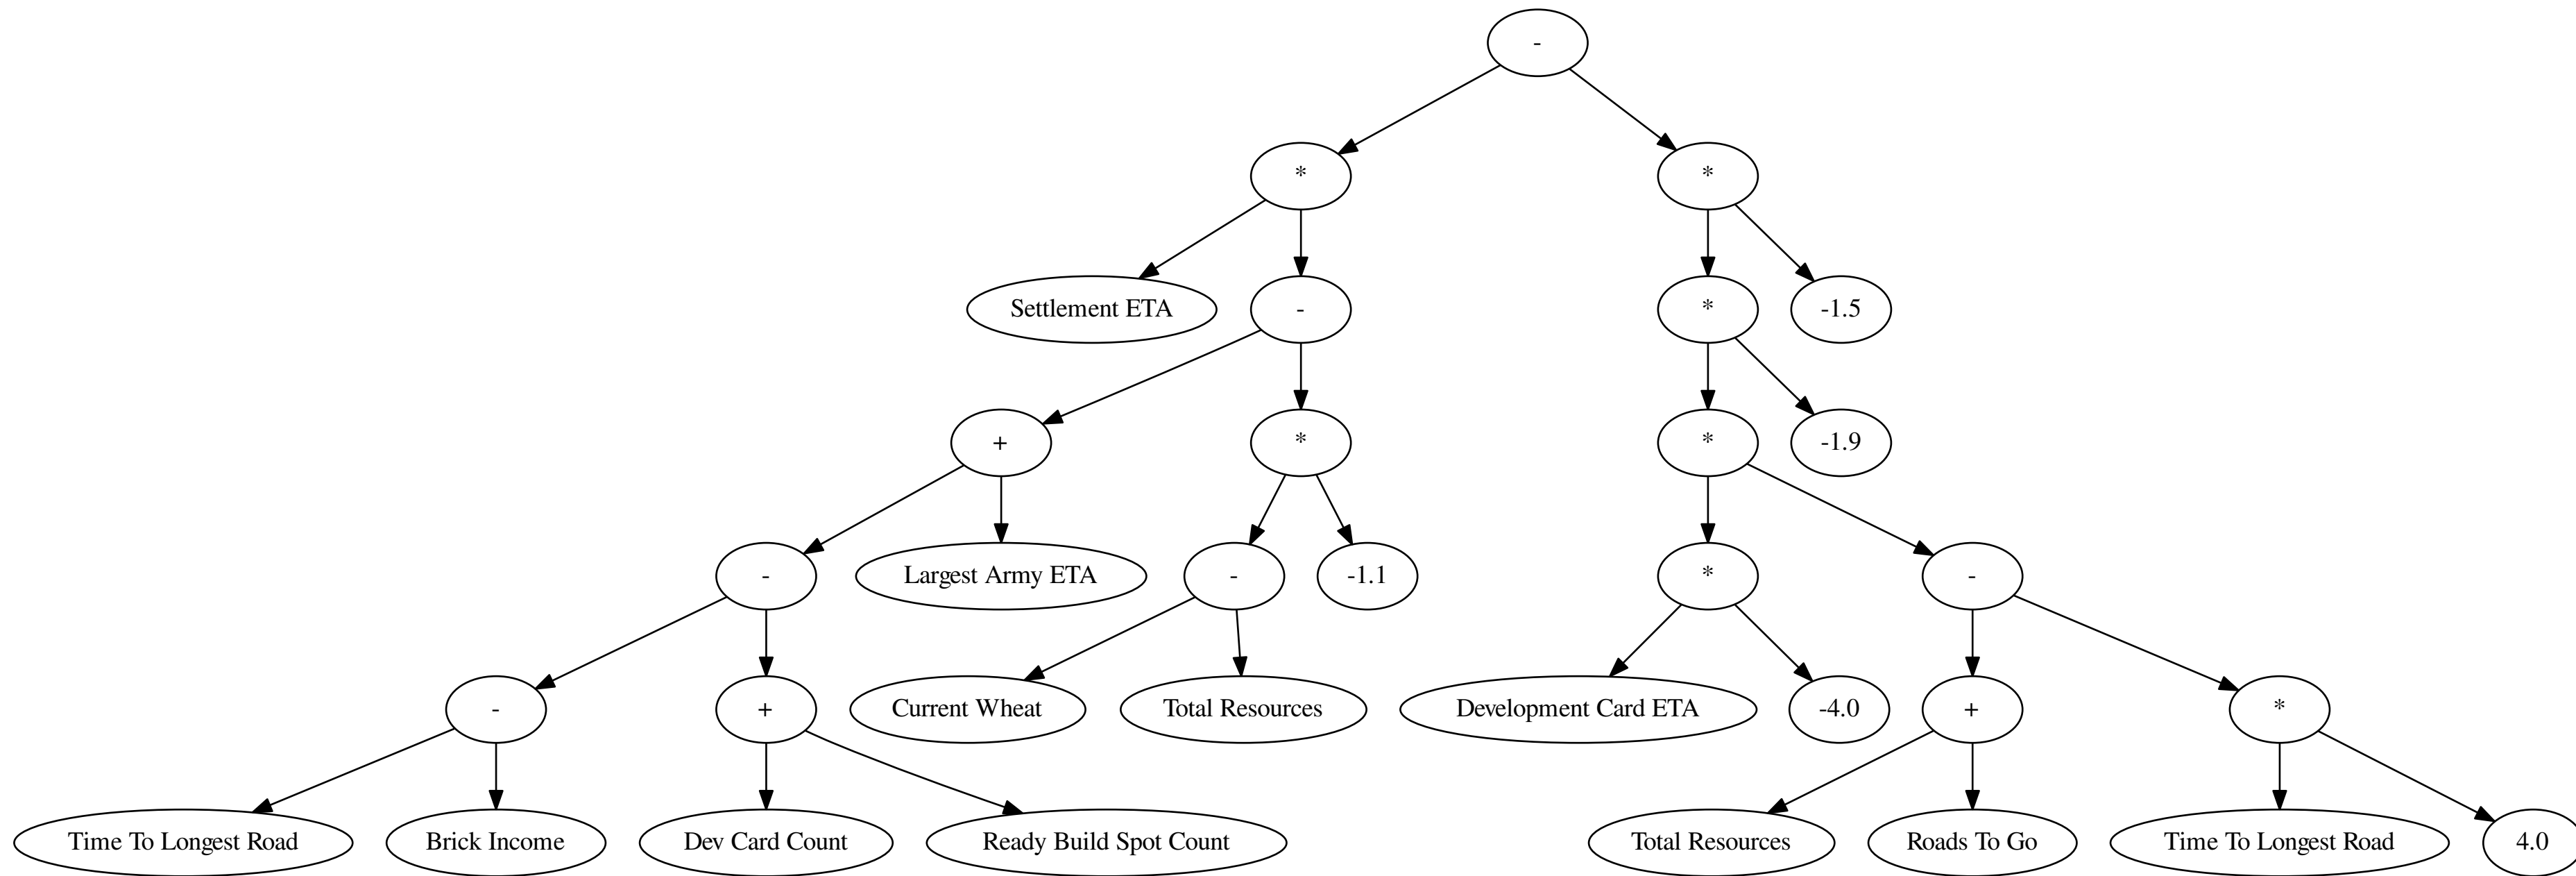 -
*
*
Settlement ETA
-
*
-1.5
+
*
*
-1.9
-
Largest Army ETA
-
-1.1
*
-
-
+
Current Wheat
Total Resources
Development Card ETA
-4.0
+
*
Time To Longest Road
Brick Income
Dev Card Count
Ready Build Spot Count
Total Resources
Roads To Go
Time To Longest Road
4.0